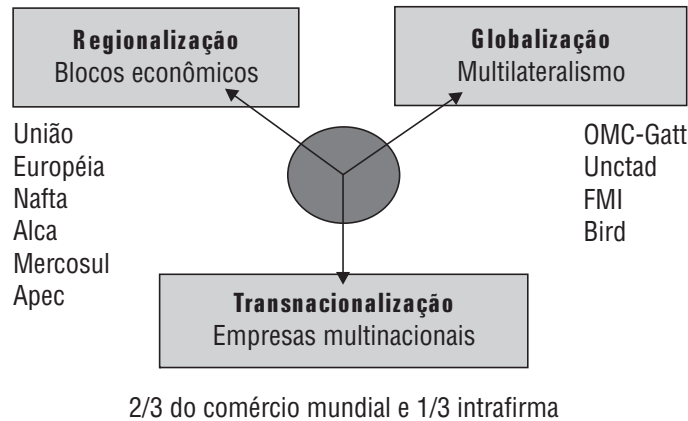 Regionalização
Blocos econômicos
União
Européia
Nafta
Alca
Mercosul
Apec
Globalização
Multilateralismo
OMC-Gatt
Unctad
FMI
Bird
Transnacionalização
Empresas multinacionais
2/3 do comércio mundial e 1/3 intrafirma